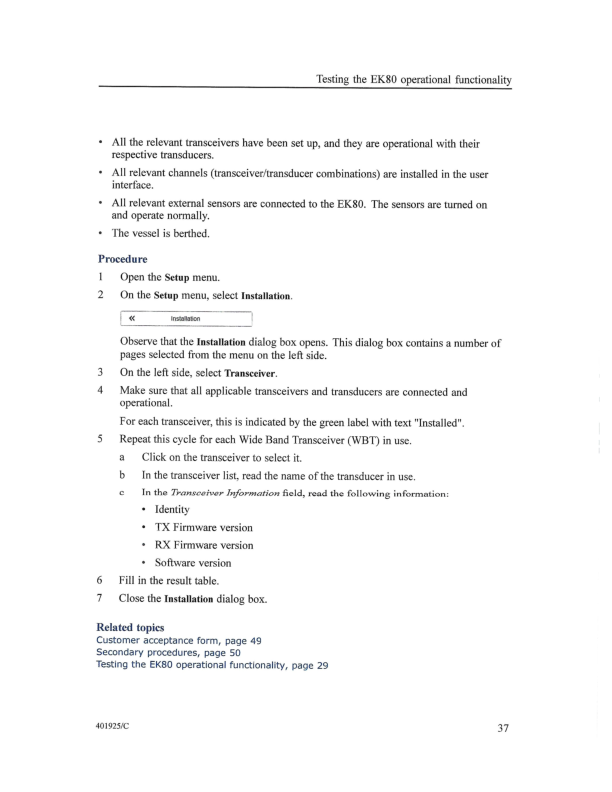 Testing the EK80 operational functionality
• All the relevant transceivers have been set up, and they are operational with their
respective transducers.
• All relevant channels (transceiver/transducer combinations) are installed in the user
interface.
• All relevant external sensors are connected to the EK80. The sensors are turned on
and operate normally.
• The vessel is berthed.
Procedure
1 Open the Setup menu.
2 On the Setup menu, select Installation.
« Installation
Observe that the Installation dialog box opens. This dialog box contains a number of
pages selected from the menu on the left side.
3 On the left side, select Transceiver.
4 Make sure that all applicable transceivers and transducers are connected and
operational.
For each transceiver, this is indicated by the green label with text "Installed".
5 Repeat this cycle for each Wide Band Transceiver (WBT) in use.
a Click on the transceiver to select it.
b In the transceiver list, read the name of the transducer in use.
c In the Transceiver Information field, read the following information:
• Identity
• TX Firmware version
• RX Firmware version
• Software version
6 Fill in the result table.
7 Close the Installation dialog box.
Related topics
Customer acceptance form, page 49
Secondary procedures, page 50
Testing the EK80 operational functionality, page 29
401925/C
37